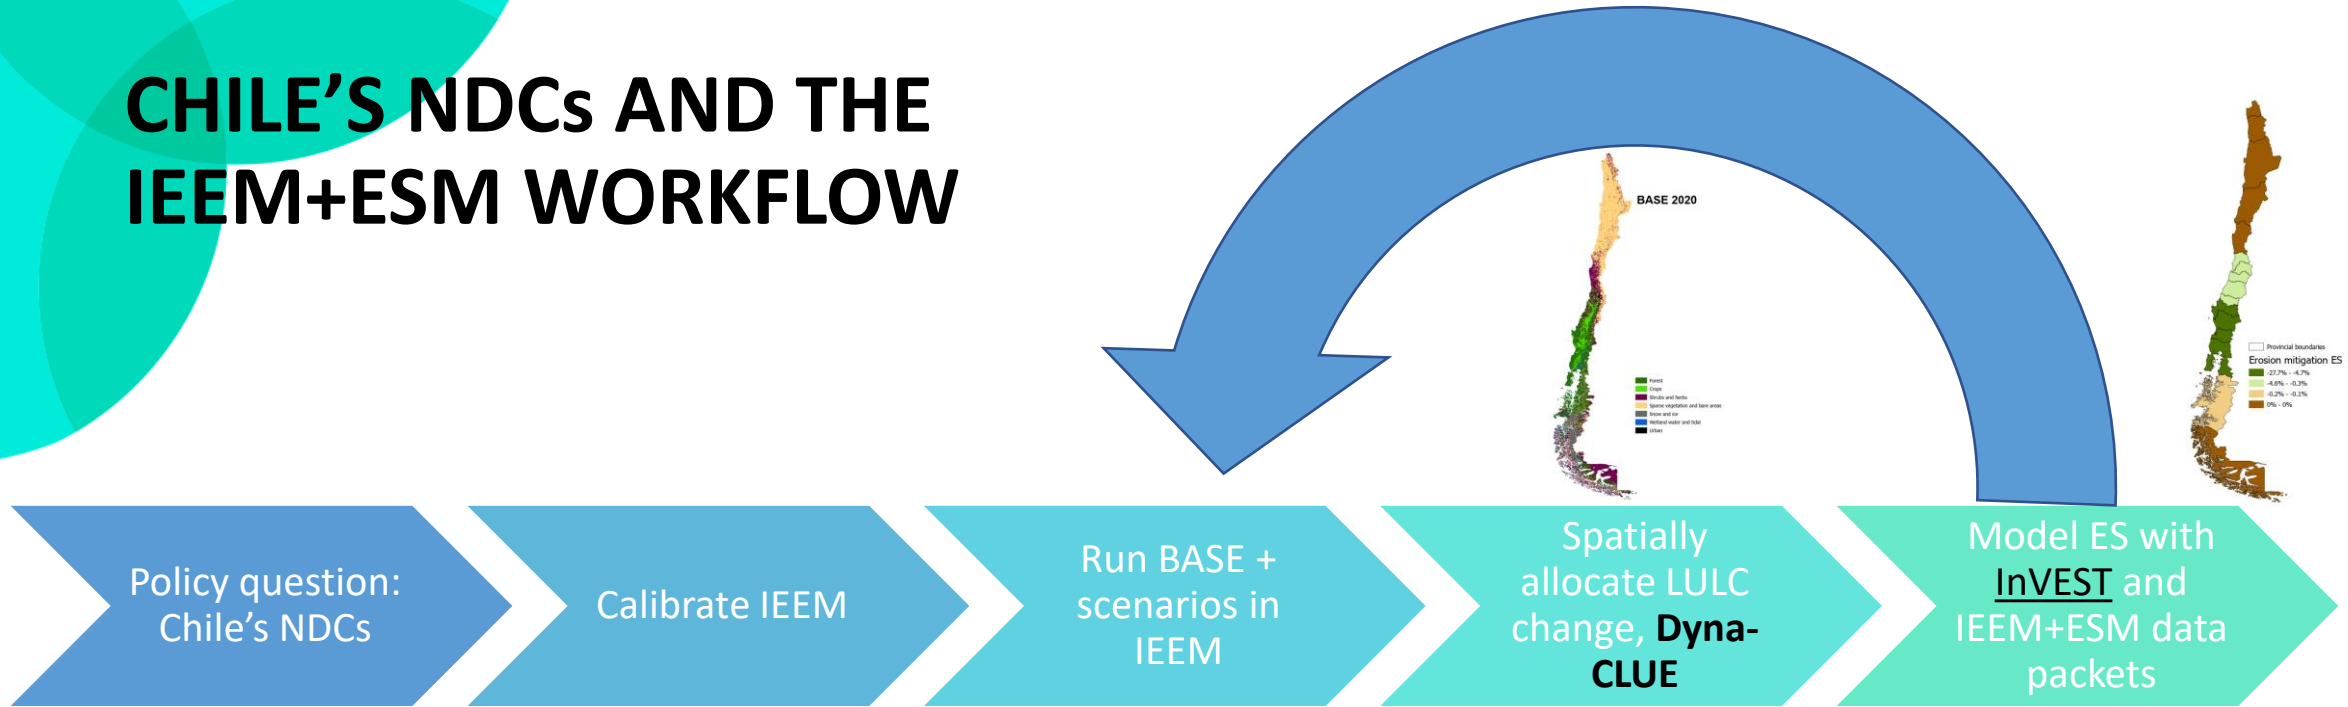 CHILE’S NDCs AND THE
IEEM+ESM WORKFLOW
BASE 2020
Forest
Crops
Shrubs and herbs
Sparse vegetation and bare areas
Snow and ice
Wetland water and tidal
Urban
Provincial boundaries
Erosion mitigation ES
-27.7% - -4.7%
-4.6% - -0.3%
-0.2% - -0.1%
0% - 0%
Policy question:
Chile’s NDCs
Calibrate IEEM
Run BASE +
scenarios in
IEEM
Spatially
allocate LULC
change, Dyna-
CLUE
Model ES with
InVEST and
IEEM+ESM data
packets